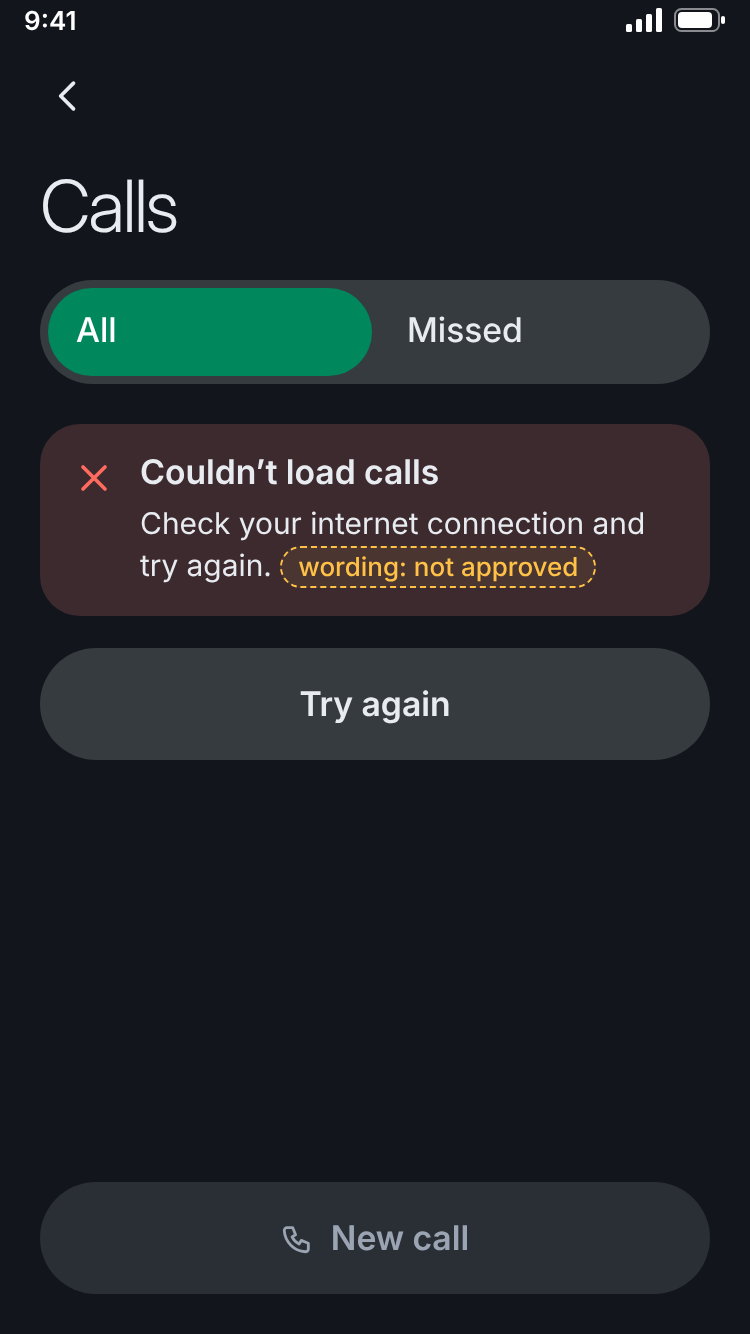 9:41
Calls
All
Missed
Couldn’t load calls
Check your internet connection and
try again. wording: not approved
Try again
New call